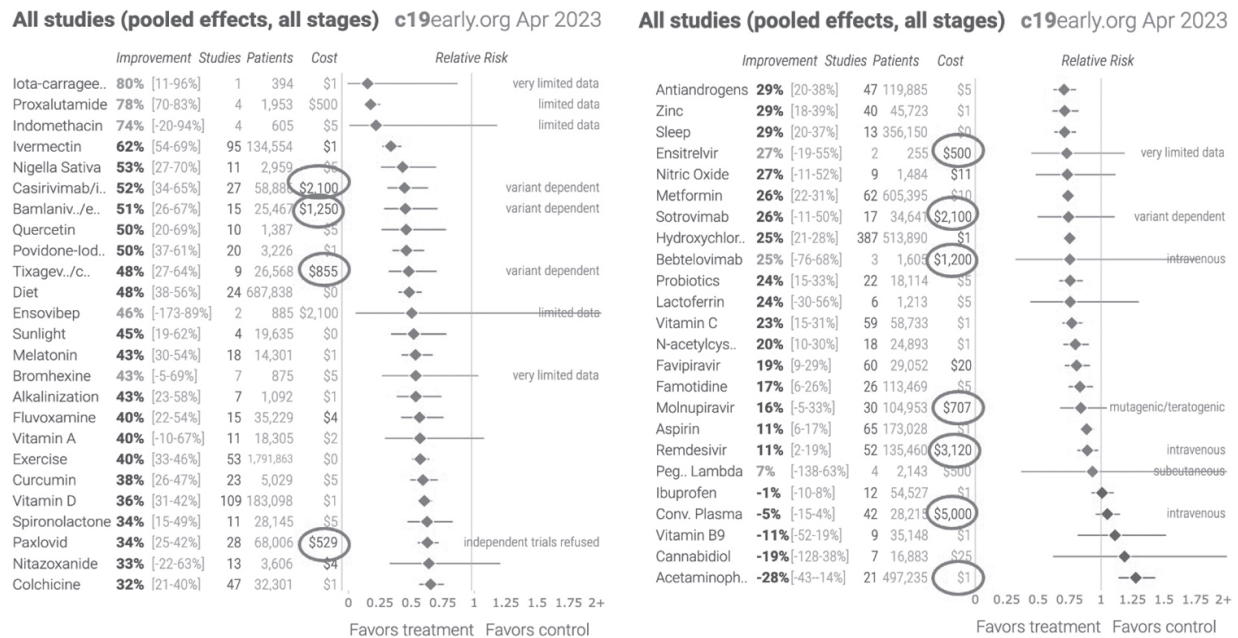 All studies (pooled effects, all stages) c19early.org Apr 2023
Improvement Studies Patients Cost Relative Risk
Iota-carragee.. 80% [11-96%] 1 394 $1 very limited data
Proxalutamide 78% [70-83%] 4 1,953 $500 limited data
Indomethacin 74% [-20-94%] 4 605 $5 limited data
Ivermectin 62% [54-69%] 95 134,554 $1
Nigella Sativa 53% [27-70%] 11 2,959 $5
Casirivimab/i.. 52% [34-65%] 27 58,886 $2,100 variant dependent
Bamlaniv../e.. 51% [26-67%] 15 25,467 $1,250 variant dependent
Quercetin 50% [20-69%] 10 1,387 $5
Povidone-Iod.. 50% [37-61%] 20 3,226 $1
Tixagev../c.. 48% [27-64%] 9 26,568 $855 variant dependent
Diet 48% [38-56%] 24 687,838 $0
Ensovibep 46% [-173-89%] 2 885 $2,100 limited data
Sunlight 45% [19-62%] 4 19,635 $0
Melatonin 43% [30-54%] 18 14,301 $1
Bromhexine 43% [-5-69%] 7 875 $5 very limited data
Alkalinization 43% [23-58%] 7 1,092 $1
Fluvoxamine 40% [22-54%] 15 35,229 $4
Vitamin A 40% [-10-67%] 11 18,305 $2
Exercise 40% [33-46%] 53 1,791,863 $0
Curcumin 38% [26-47%] 23 5,029 $5
Vitamin D 36% [31-42%] 109 183,098 $1
Spironolactone 34% [15-49%] 11 28,145 $5
Paxlovid 34% [25-42%] 28 68,006 $529 independent trials refused
Nitazoxanide 33% [-22-63%] 13 3,606 $4
Colchicine 32% [21-40%] 47 32,301 $1
0 0.25 0.5 0.75 1 1.25 1.5 1.75 2+
Favors treatment Favors control
All studies (pooled effects, all stages) c19early.org Apr 2023
Improvement Studies Patients Cost Relative Risk
Antiandrogens 29% [20-38%] 47 119,885 $5
Zinc 29% [18-39%] 40 45,723 $1
Sleep 29% [20-37%] 13 356,150 $0
Ensitrelvir 27% [-19-55%] 2 255 $500 very limited data
Nitric Oxide 27% [-11-52%] 9 1,484 $11
Metformin 26% [22-31%] 62 605,395 $10
Sotrovimab 26% [-11-50%] 17 34,641 $2,100 variant dependent
Hydroxychlor.. 25% [21-28%] 387 513,890 $1
Bebtelovimab 25% [-76-68%] 3 1,605 $1,200 intravenous
Probiotics 24% [15-33%] 22 18,114 $5
Lactoferrin 24% [-30-56%] 6 1,213 $5
Vitamin C 23% [15-31%] 59 58,733 $1
N-acetylcys.. 20% [10-30%] 18 24,893 $1
Favipiravir 19% [9-29%] 60 29,052 $20
Famotidine 17% [6-26%] 26 113,469 $5
Molnupiravir 16% [-5-33%] 30 104,953 $707 mutagenic/teratogenic
Aspirin 11% [6-17%] 65 173,028 $1
Remdesivir 11% [2-19%] 52 135,460 $3,120 intravenous
Peg.. Lambda 7% [-138-63%] 4 2,143 $500 subcutaneous
Ibuprofen -1% [-10-8%] 12 54,527 $1
Conv. Plasma -5% [-15-4%] 42 28,215 $5,000 intravenous
Vitamin B9 -11% [-52-19%] 9 35,148 $1
Cannabidiol -19% [-128-38%] 7 16,883 $25
Acetaminoph.. -28% [-43--14%] 21 497,235 $1
0 0.25 0.5 0.75 1 1.25 1.5 1.75 2+
Favors treatment Favors control